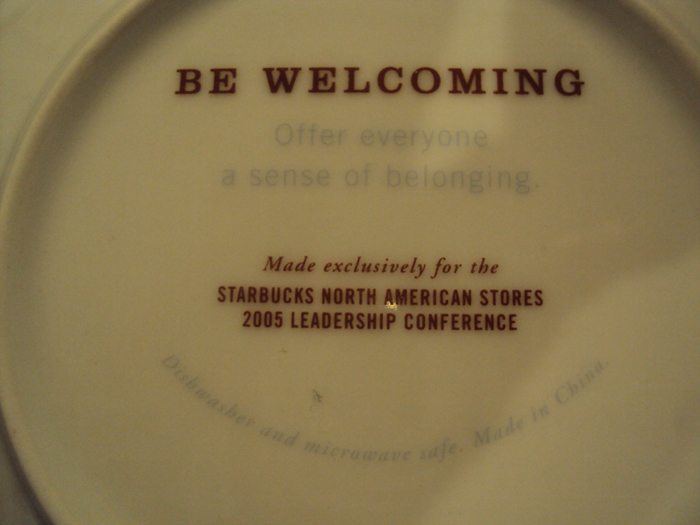 BE WELCOMING
Offer everyone
a sense of belonging.
Made exclusively for the
STARBUCKS NORTH AMERICAN STORES
2005 LEADERSHIP CONFERENCE
Dishwasher and microwave safe. Made in China.